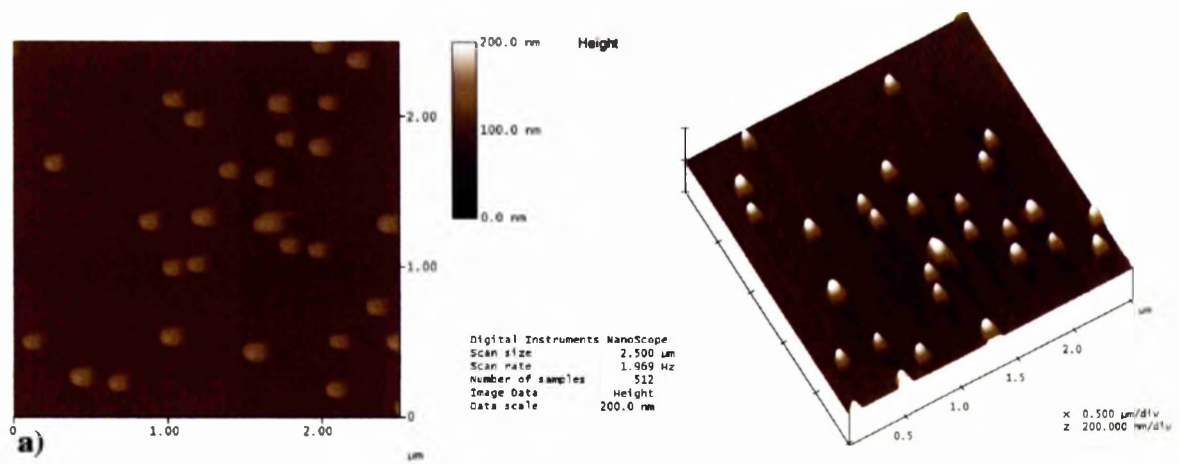 200.0 nm
Height
100.0 nm
0.0 nm
2.00
1.00
0
0
1.00
2.00
µm
a)
Digital Instruments NanoScope
Scan size 2.500 µm
Scan rate 1.969 Hz
Number of samples 512
Image Data Height
Data scale 200.0 nm
µm
2.0
1.5
1.0
0.5
X 0.500 µm/div
Z 200.000 nm/div